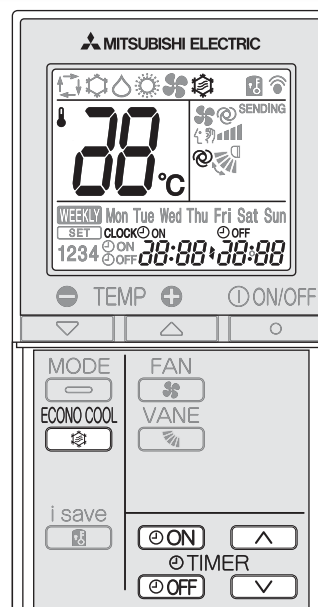 MITSUBISHI ELECTRIC
SENDING
88°C
WEEKLY Mon Tue Wed Thu Fri Sat Sun
SET CLOCK ON OFF
1234 ON OFF 88:88 88:88
TEMP ON/OFF
MODE FAN
ECONO COOL VANE
i save
ON
TIMER
OFF